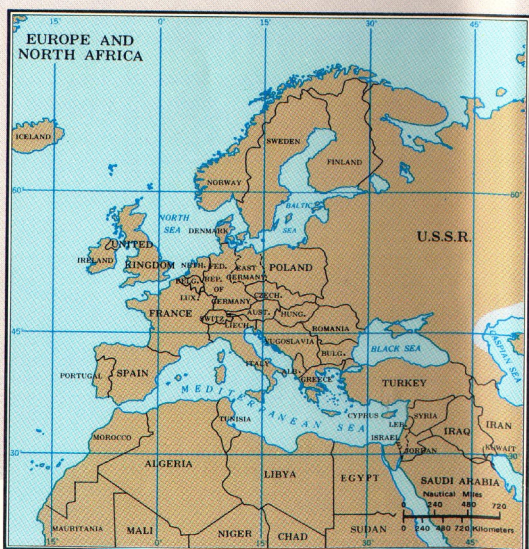 EUROPE AND
NORTH AFRICA
15°
0°
15°
30°
45°
ICELAND
SWEDEN
FINLAND
NORWAY
60°
60°
NORTH
SEA
BALTIC
SEA
DENMARK
U.S.S.R.
UNITED
KINGDOM
IRELAND
NETH.
FED.
REP.
OF
GERMANY
EAST
GERMANY
POLAND
BELG.
LUX.
CZECH.
FRANCE
SWITZ.
LIECH.
AUST.
HUNG.
ROMANIA
45°
45°
YUGOSLAVIA
BLACK SEA
CASPIAN SEA
BULG.
ITALY
ALB.
GREECE
PORTUGAL
SPAIN
TURKEY
MEDITERRANEAN SEA
CYPRUS
SYRIA
LEB.
ISRAEL
IRAQ
IRAN
JORDAN
KUWAIT
TUNISIA
MOROCCO
30°
30°
ALGERIA
LIBYA
EGYPT
SAUDI ARABIA
Nautical Miles
0 240 480 720
0 240 480 720 Kilometers
MAURITANIA
MALI
NIGER
CHAD
SUDAN
15°
0°
15°
30°
45°